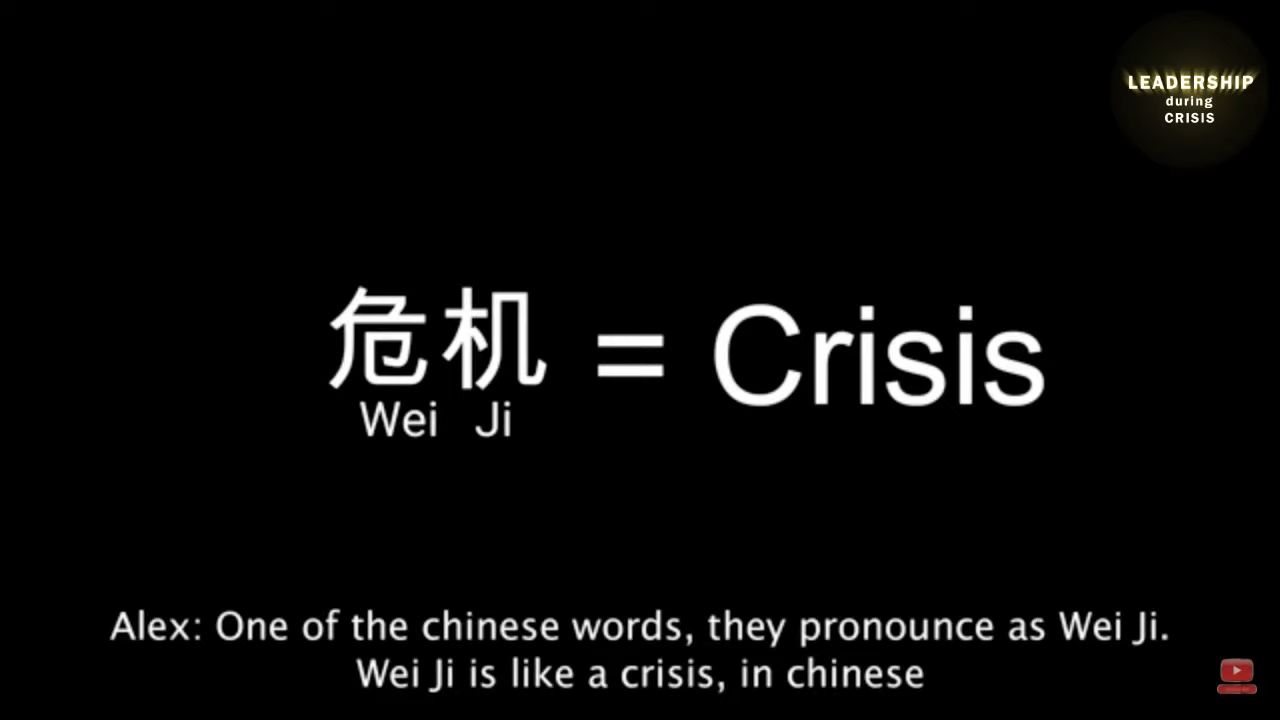 LEADERSHIP
during
CRISIS
危机 = Crisis
Wei Ji
Alex: One of the chinese words, they pronounce as Wei Ji.
Wei Ji is like a crisis, in chinese